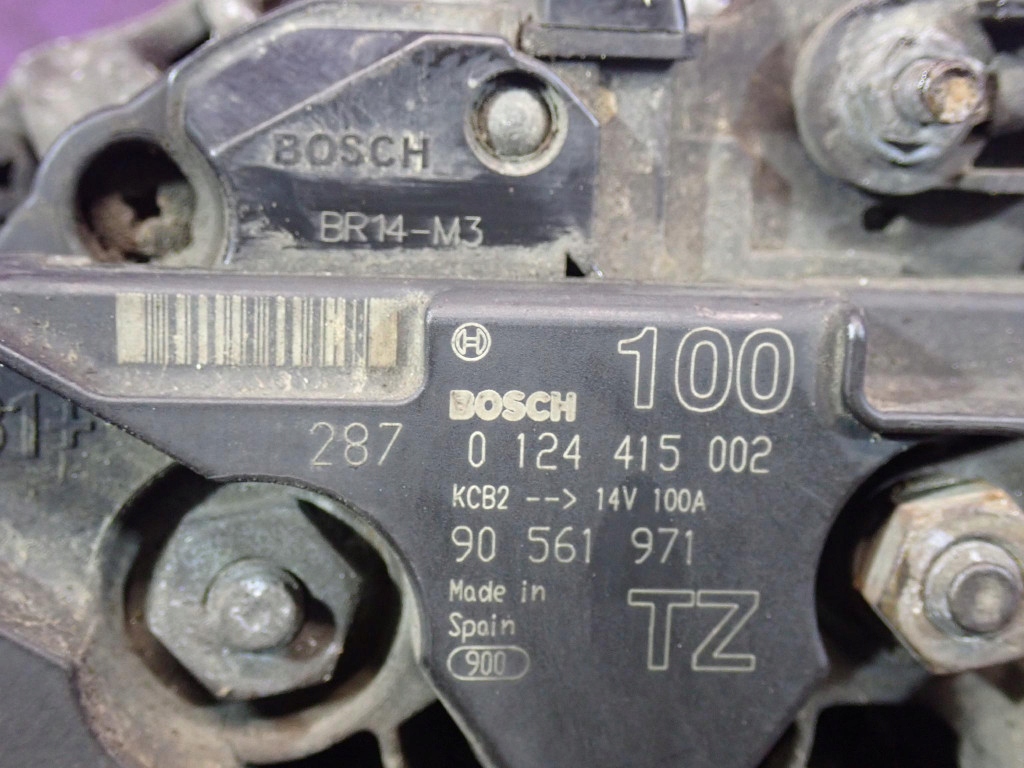 BOSCH
BR14-M3
100
BOSCH
287
0 124 415 002
KCB2 --> 14V 100A
90 561 971
Made in
Spain
TZ
900